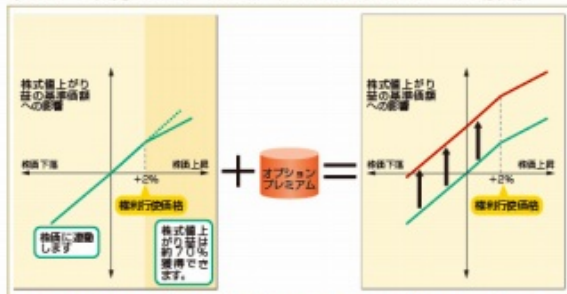 株式値上がり
益の基準価額
への影響
株価下落
株価上昇
+2%
権利行使価格
株価に連動
します
株式値上
がり益は
約70%
獲得でき
ます。
+
オプション
プレミアム
=
株式値上がり
益の基準価額
への影響
株価下落
株価上昇
+2%
権利行使価格